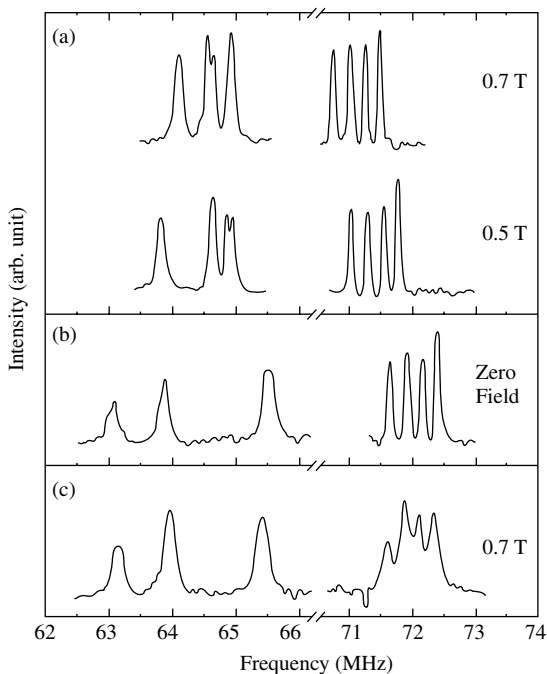 (a)
0.7 T
0.5 T
Intensity (arb. unit)
(b)
Zero
Field
(c)
0.7 T
62 63 64 65 66 71 72 73 74
Frequency (MHz)